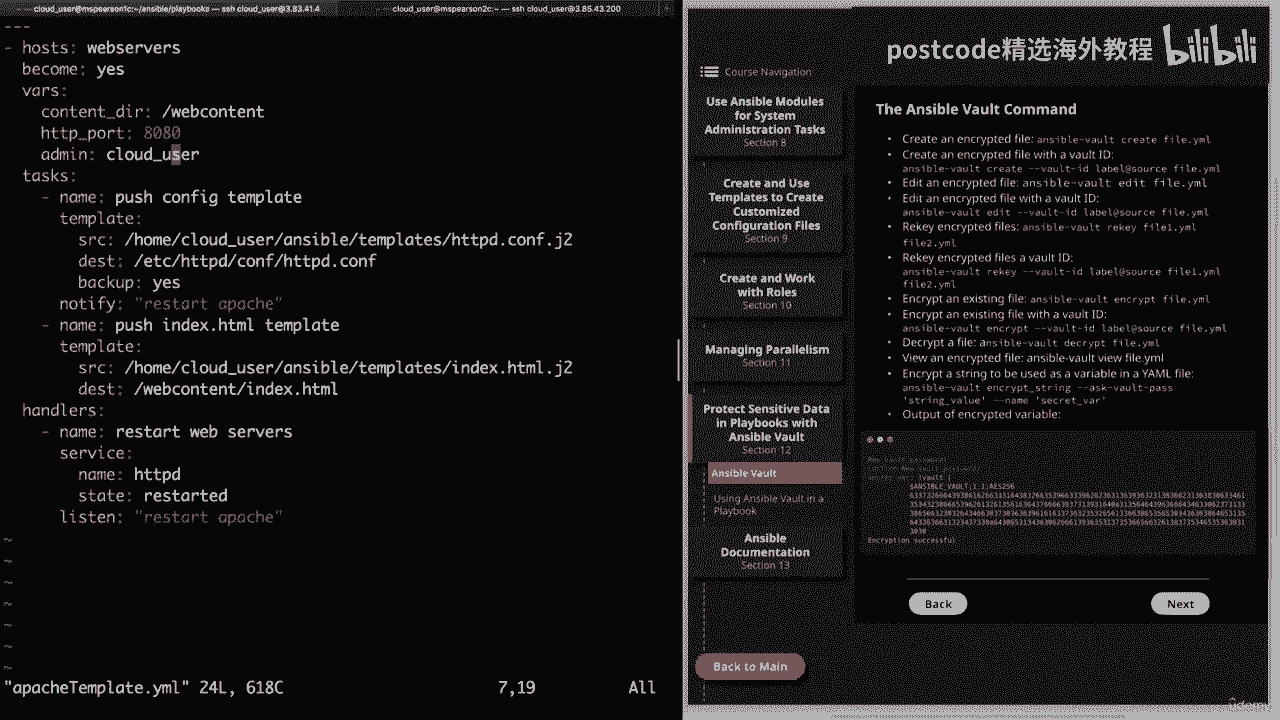 cloud_user@mspearson1c:~/ansible/playbooks — ssh cloud_user@3.83.41.4
cloud_user@mspearson2c:~ — ssh cloud_user@3.85.43.200
---
- hosts: webservers
become: yes
vars:
content_dir: /webcontent
http_port: 8080
admin: cloud_user
tasks:
- name: push config template
template:
src: /home/cloud_user/ansible/templates/httpd.conf.j2
dest: /etc/httpd/conf/httpd.conf
backup: yes
notify: "restart apache"
- name: push index.html template
template:
src: /home/cloud_user/ansible/templates/index.html.j2
dest: /webcontent/index.html
handlers:
- name: restart web servers
service:
name: httpd
state: restarted
listen: "restart apache"
~
~
~
~
~
~
~
"apacheTemplate.yml" 24L, 618C 7,19 All
postcode精选海外教程 bilibili
Course Navigation
Use Ansible Modules
for System
Administration Tasks
Section 8
Create and Use
Templates to Create
Customized
Configuration Files
Section 9
Create and Work
with Roles
Section 10
Managing Parallelism
Section 11
Protect Sensitive Data
in Playbooks with
Ansible Vault
Section 12
Ansible Vault
Using Ansible Vault in a
Playbook
Ansible
Documentation
Section 13
Back to Main
The Ansible Vault Command
• Create an encrypted file: ansible-vault create file.yml
• Create an encrypted file with a vault ID:
ansible-vault create --vault-id label@source file.yml
• Edit an encrypted file: ansible-vault edit file.yml
• Edit an encrypted file with a vault ID:
ansible-vault edit --vault-id label@source file.yml
• Rekey encrypted files: ansible-vault rekey file1.yml
file2.yml
• Rekey encrypted files a vault ID:
ansible-vault rekey --vault-id label@source file1.yml
file2.yml
• Encrypt an existing file: ansible-vault encrypt file.yml
• Encrypt an existing file with a vault ID:
ansible-vault encrypt --vault-id label@source file.yml
• Decrypt a file: ansible-vault decrypt file.yml
• View an encrypted file: ansible-vault view file.yml
• Encrypt a string to be used as a variable in a YAML file:
ansible-vault encrypt_string --ask-vault-pass
'string_value' --name 'secret_var'
• Output of encrypted variable:
$ANSIBLE_VAULT;1.1;AES256
Encryption successful
Back
Next